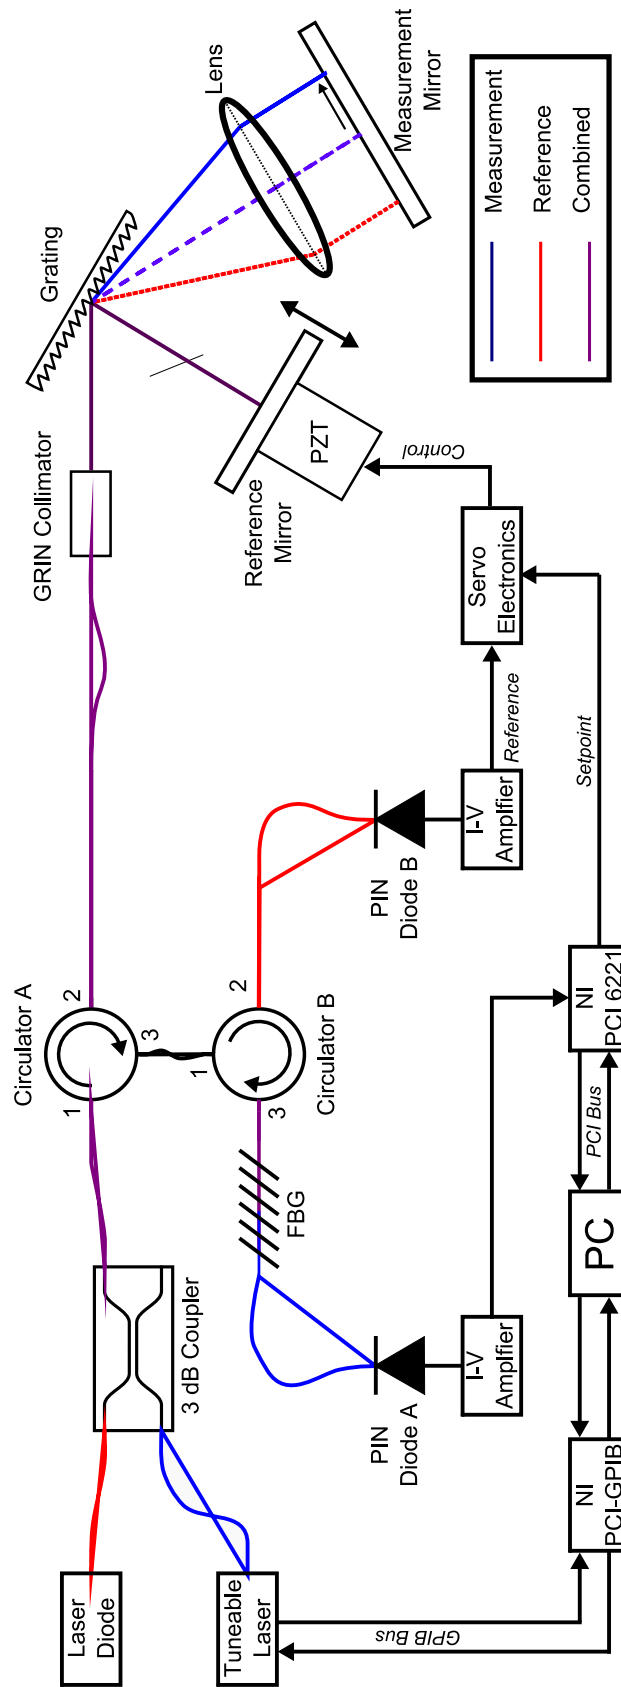 Laser
Diode
Tuneable
Laser
3 dB Coupler
Circulator A
1
2
3
Circulator B
1
2
3
FBG
GRIN Collimator
Grating
Lens
Measurement
Mirror
Reference
Mirror
PZT
PIN
Diode A
PIN
Diode B
I-V
Amplfier
I-V
Amplfier
Reference
Servo
Electronics
Control
Setpoint
NI
PCI-GPIB
GPIB Bus
PC
PCI Bus
NI
PCI 6221
Measurement
Reference
Combined